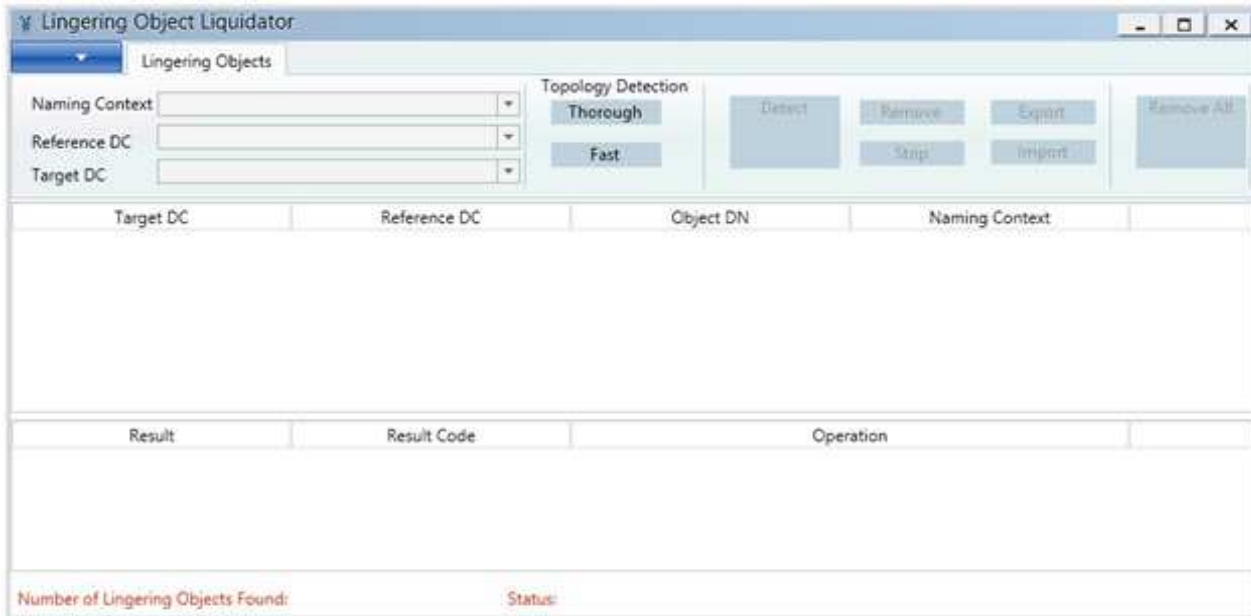 Lingering Object Liquidator
Lingering Objects
Naming Context
Reference DC
Target DC
Topology Detection
Thorough
Fast
Detect
Remove
Stop
Export
Import
Remove All
Target DC Reference DC Object DN Naming Context
Result Result Code Operation
Number of Lingering Objects Found: Status: